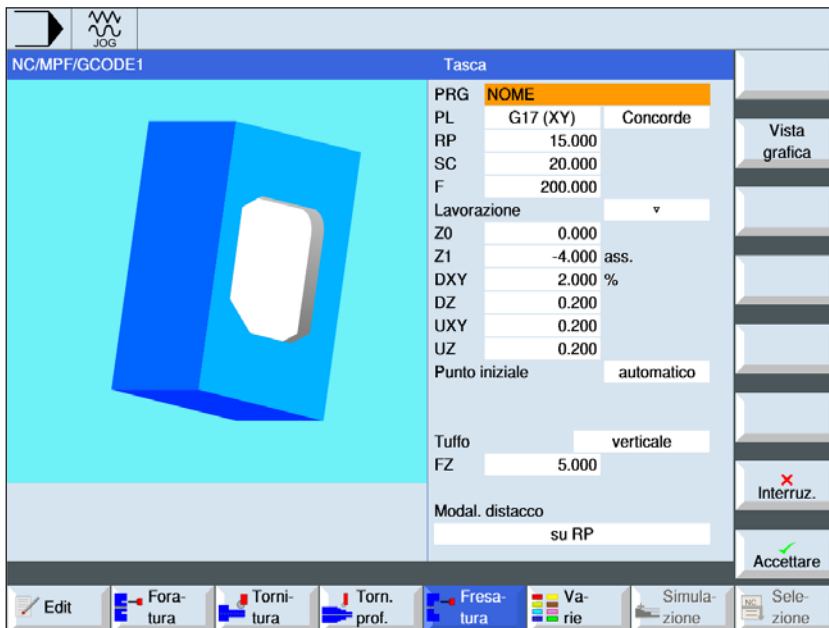 JOG
NC/MPF/GCODE1
Tasca
PRG NOME
PL G17 (XY) Concorde
RP 15.000
SC 20.000
F 200.000
Lavorazione ▿
Z0 0.000
Z1 -4.000 ass.
DXY 2.000 %
DZ 0.200
UXY 0.200
UZ 0.200
Punto iniziale automatico
Tuffo verticale
FZ 5.000
Modal. distacco
su RP
Vista
grafica
Interruz.
Accettare
Edit
Fora-
tura
Torni-
tura
Torn.
prof.
Fresa-
tura
Va-
rie
Simula-
zione
NC
Sele-
zione